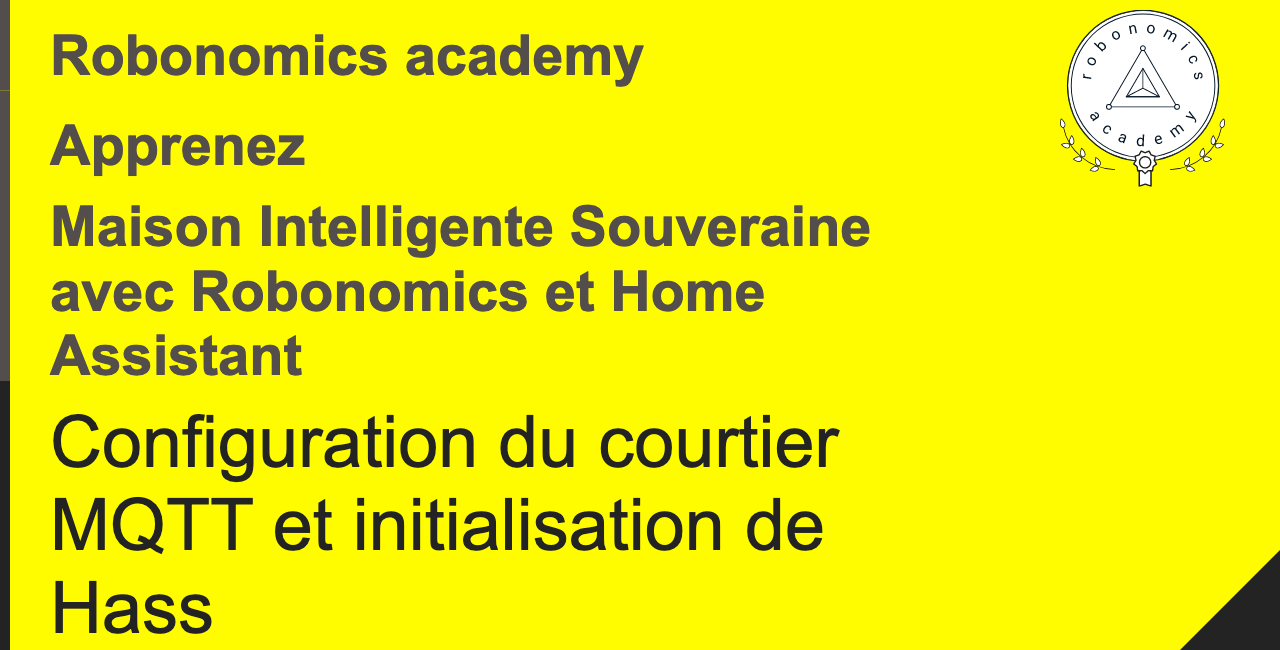 Robonomics academy
robonomics
academy
Apprenez
Maison Intelligente Souveraine
avec Robonomics et Home
Assistant
Configuration du courtier
MQTT et initialisation de
Hass